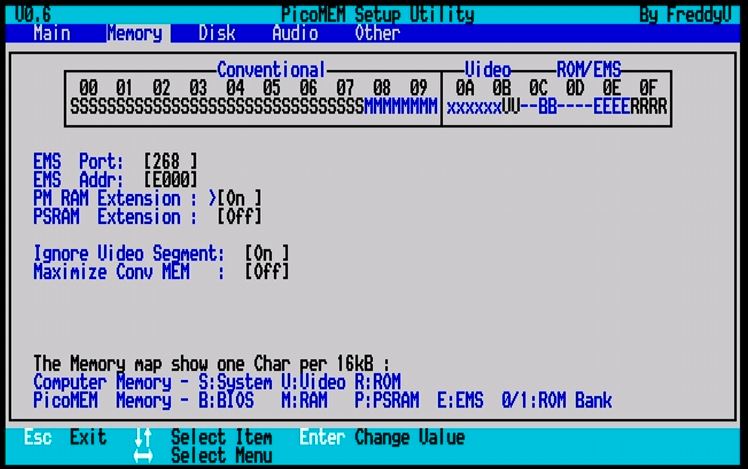 V0.6 PicoMEM Setup Utility By FreddyV
Main Memory Disk Audio Other
Conventional Video ROM/EMS
00 01 02 03 04 05 06 07 08 09 0A 0B 0C 0D 0E 0F
SSSSSSSSSSSSSSSSSSSSSSSSSSSSSSSSMMMMMMMM xxxxxxVV--BB----EEEERRRR
EMS Port: [268 ]
EMS Addr: [E000]
PM RAM Extension : >[On ]
PSRAM Extension : [Off]
Ignore Video Segment: [On ]
Maximize Conv MEM : [Off]
The Memory map show one Char per 16kB :
Computer Memory - S:System V:Video R:ROM
PicoMEM Memory - B:BIOS M:RAM P:PSRAM E:EMS 0/1:ROM Bank
Esc Exit ↓↑ Select Item Enter Change Value
↔ Select Menu